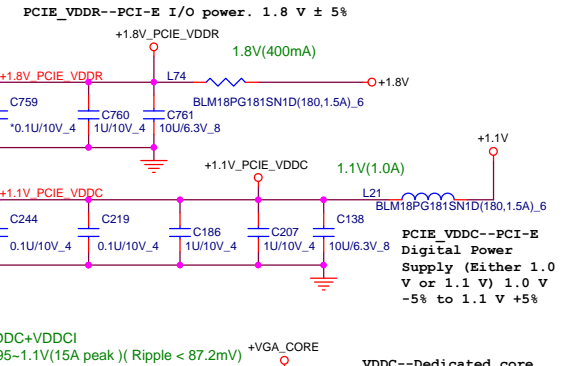 PCIE_VDDR--PCI-E I/O power. 1.8 V ± 5%
+1.8V_PCIE_VDDR
1.8V(400mA)
+1.8V_PCIE_VDDR
L74
+1.8V
BLM18PG181SN1D(180,1.5A)_6
C759
*0.1U/10V_4
C760
1U/10V_4
C761
10U/6.3V_8
+1.1V
+1.1V_PCIE_VDDC
1.1V(1.0A)
+1.1V_PCIE_VDDC
L21
BLM18PG181SN1D(180,1.5A)_6
C244
0.1U/10V_4
C219
0.1U/10V_4
C186
1U/10V_4
C207
1U/10V_4
C138
10U/6.3V_8
PCIE_VDDC--PCI-E
Digital Power
Supply (Either 1.0
V or 1.1 V) 1.0 V
-5% to 1.1 V +5%
DDC+VDDCI
95~1.1V(15A peak )( Ripple < 87.2mV)
+VGA_CORE
VDDC--Dedicated core